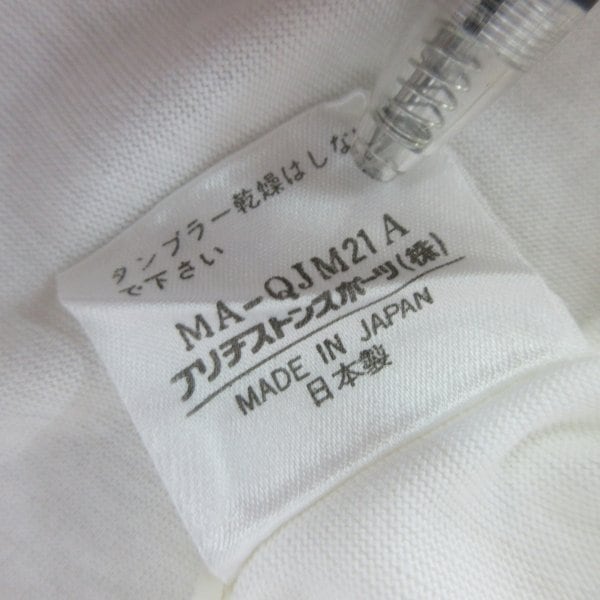 タンブラー乾燥はしない
で下さい
MA-QJM21A
ブリヂストンスポーツ(株)
MADE IN JAPAN
日本製